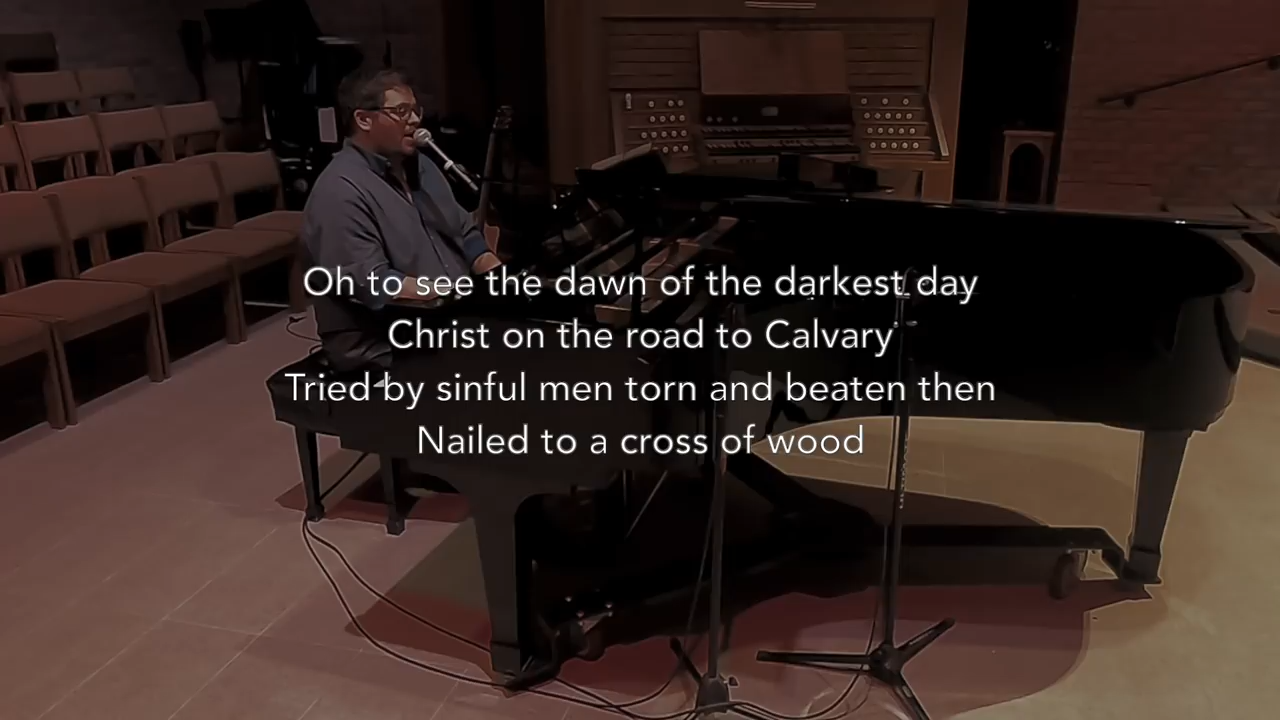 Oh to see the dawn of the darkest day
Christ on the road to Calvary
Tried by sinful men torn and beaten then
Nailed to a cross of wood